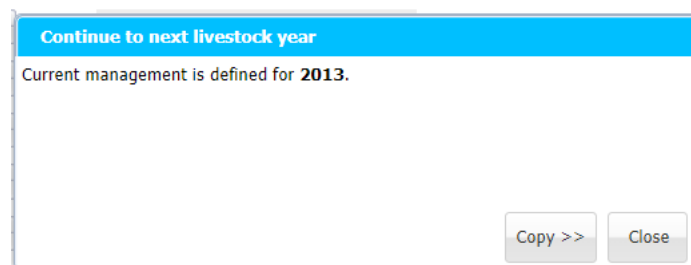 Continue to next livestock year
Current management is defined for 2013.
Copy >> Close